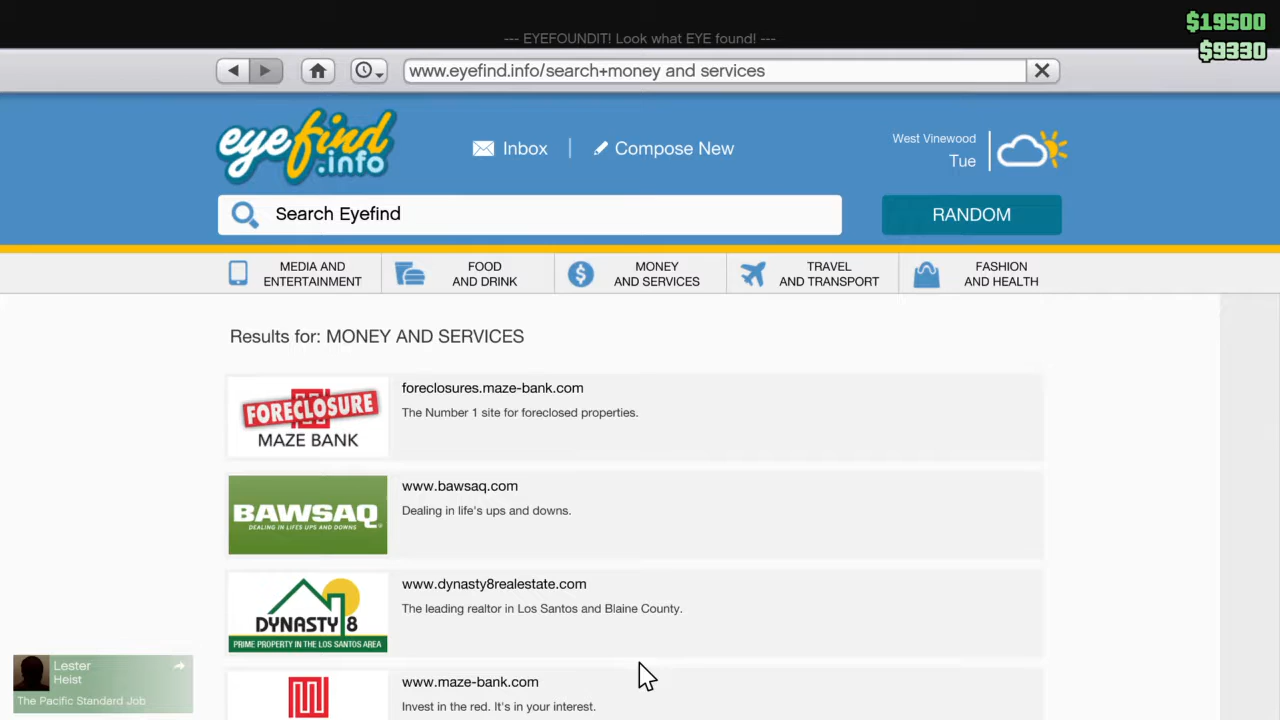 $19500
--- EYEFOUNDIT! Look what EYE found! ---
$9330
www.eyefind.info/search+money and services
eyefind
.info
Inbox
Compose New
West Vinewood
Tue
Search Eyefind
RANDOM
MEDIA AND
ENTERTAINMENT
FOOD
AND DRINK
MONEY
AND SERVICES
TRAVEL
AND TRANSPORT
FASHION
AND HEALTH
Results for: MONEY AND SERVICES
FORECLOSURE
MAZE BANK
foreclosures.maze-bank.com
The Number 1 site for foreclosed properties.
BAWSAQ
DEALING IN LIFE'S UPS AND DOWNS
www.bawsaq.com
Dealing in life's ups and downs.
DYNASTY 8
PRIME PROPERTY IN THE LOS SANTOS AREA
www.dynasty8realestate.com
The leading realtor in Los Santos and Blaine County.
www.maze-bank.com
Invest in the red. It's in your interest.
Lester
Heist
The Pacific Standard Job